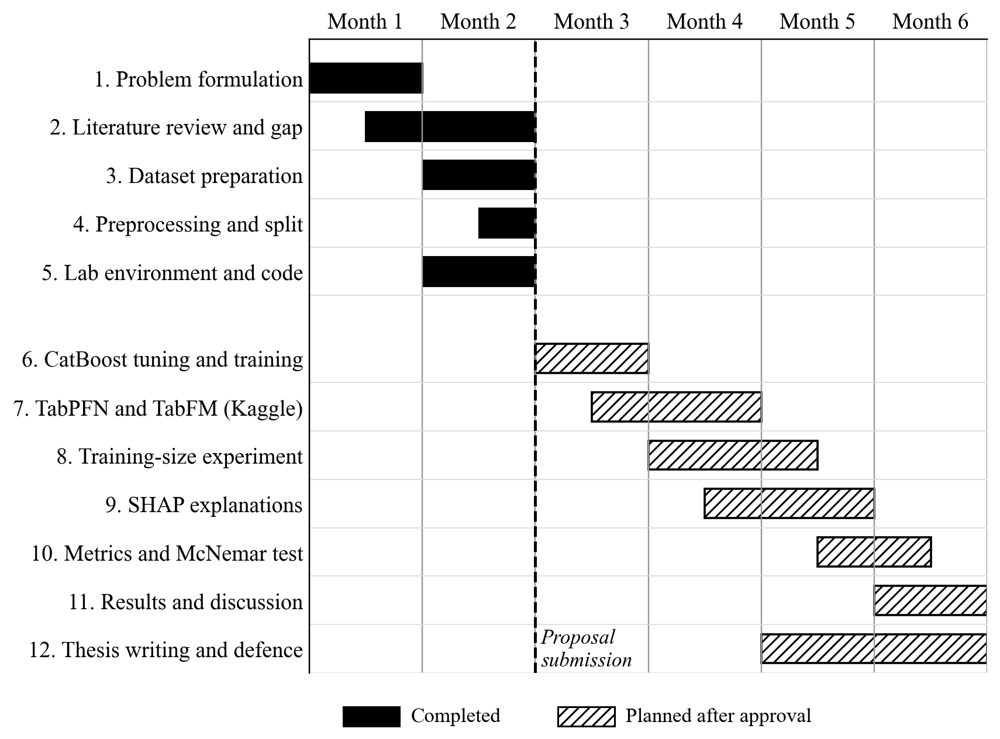 Month 1 Month 2 Month 3 Month 4 Month 5 Month 6
1. Problem formulation
2. Literature review and gap
3. Dataset preparation
4. Preprocessing and split
5. Lab environment and code
6. CatBoost tuning and training
7. TabPFN and TabFM (Kaggle)
8. Training-size experiment
9. SHAP explanations
10. Metrics and McNemar test
11. Results and discussion
12. Thesis writing and defence
Proposal
submission
Completed Planned after approval